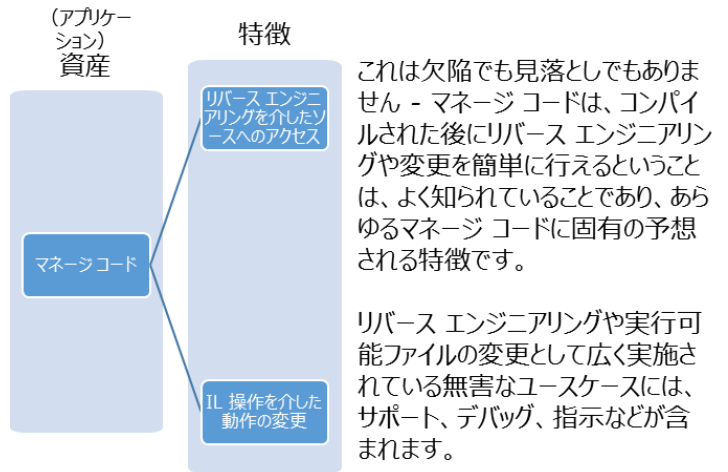 （アプリケー
ション）
資産
特徴
マネージ コード
リバース エンジニ
アリングを介したソ
ースへのアクセス
IL 操作を介した
動作の変更
これは欠陥でも見落としでもありま
せん - マネージ コードは、コンパイ
ルされた後にリバース エンジニアリン
グや変更を簡単に行えるということ
は、よく知られていることであり、あら
ゆるマネージ コードに固有の予想
される特徴です。
リバース エンジニアリングや実行可
能ファイルの変更として広く実施さ
れている無害なユースケースには、
サポート、デバッグ、指示などが含
まれます。